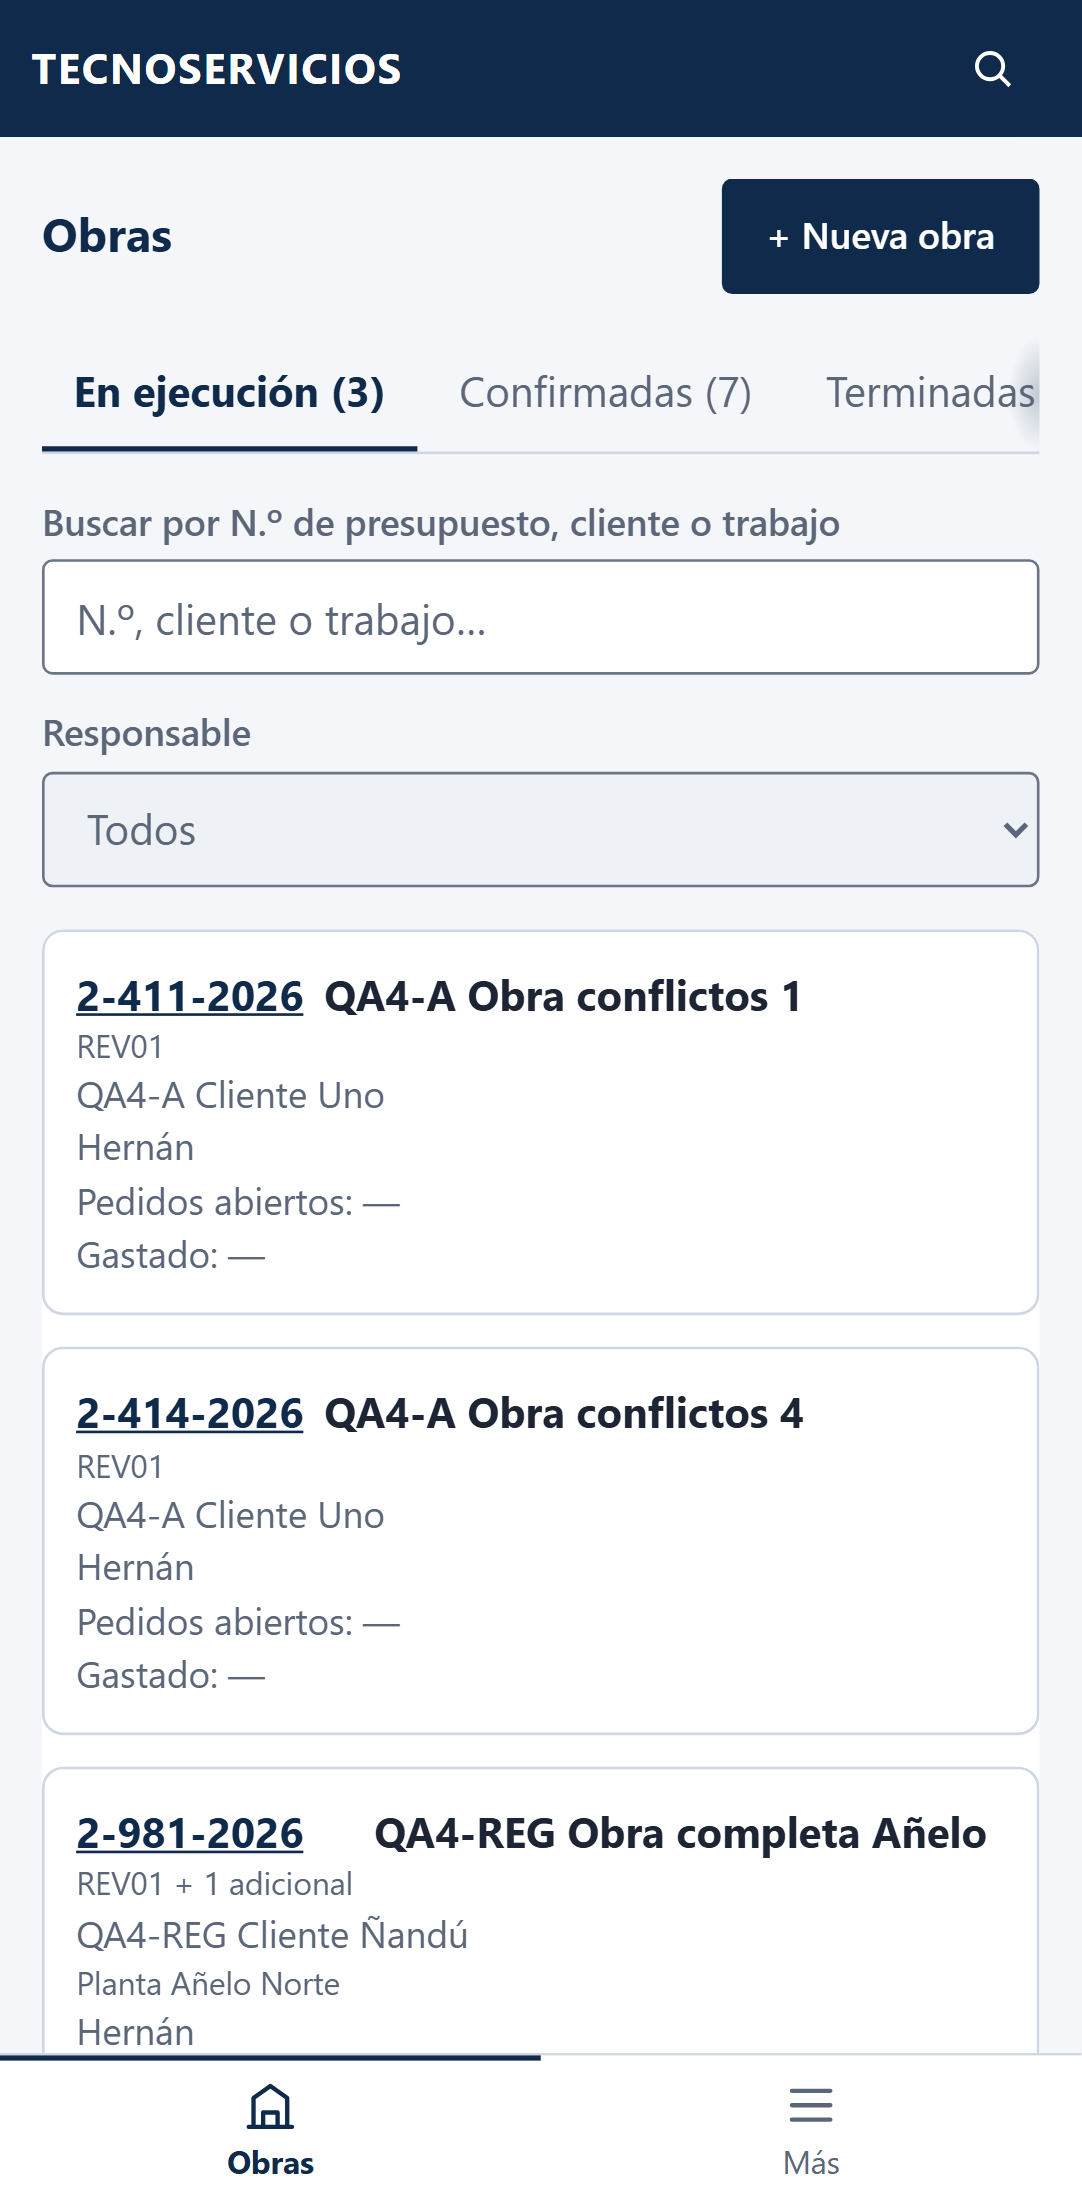 TECNOSERVICIOS
Obras
+ Nueva obra
En ejecución (3) Confirmadas (7) Terminadas
Buscar por N.º de presupuesto, cliente o trabajo
N.º, cliente o trabajo...
Responsable
Todos
2-411-2026 QA4-A Obra conflictos 1
REV01
QA4-A Cliente Uno
Hernán
Pedidos abiertos: —
Gastado: —
2-414-2026 QA4-A Obra conflictos 4
REV01
QA4-A Cliente Uno
Hernán
Pedidos abiertos: —
Gastado: —
2-981-2026 QA4-REG Obra completa Añelo
REV01 + 1 adicional
QA4-REG Cliente Ñandú
Planta Añelo Norte
Hernán
Obras Más